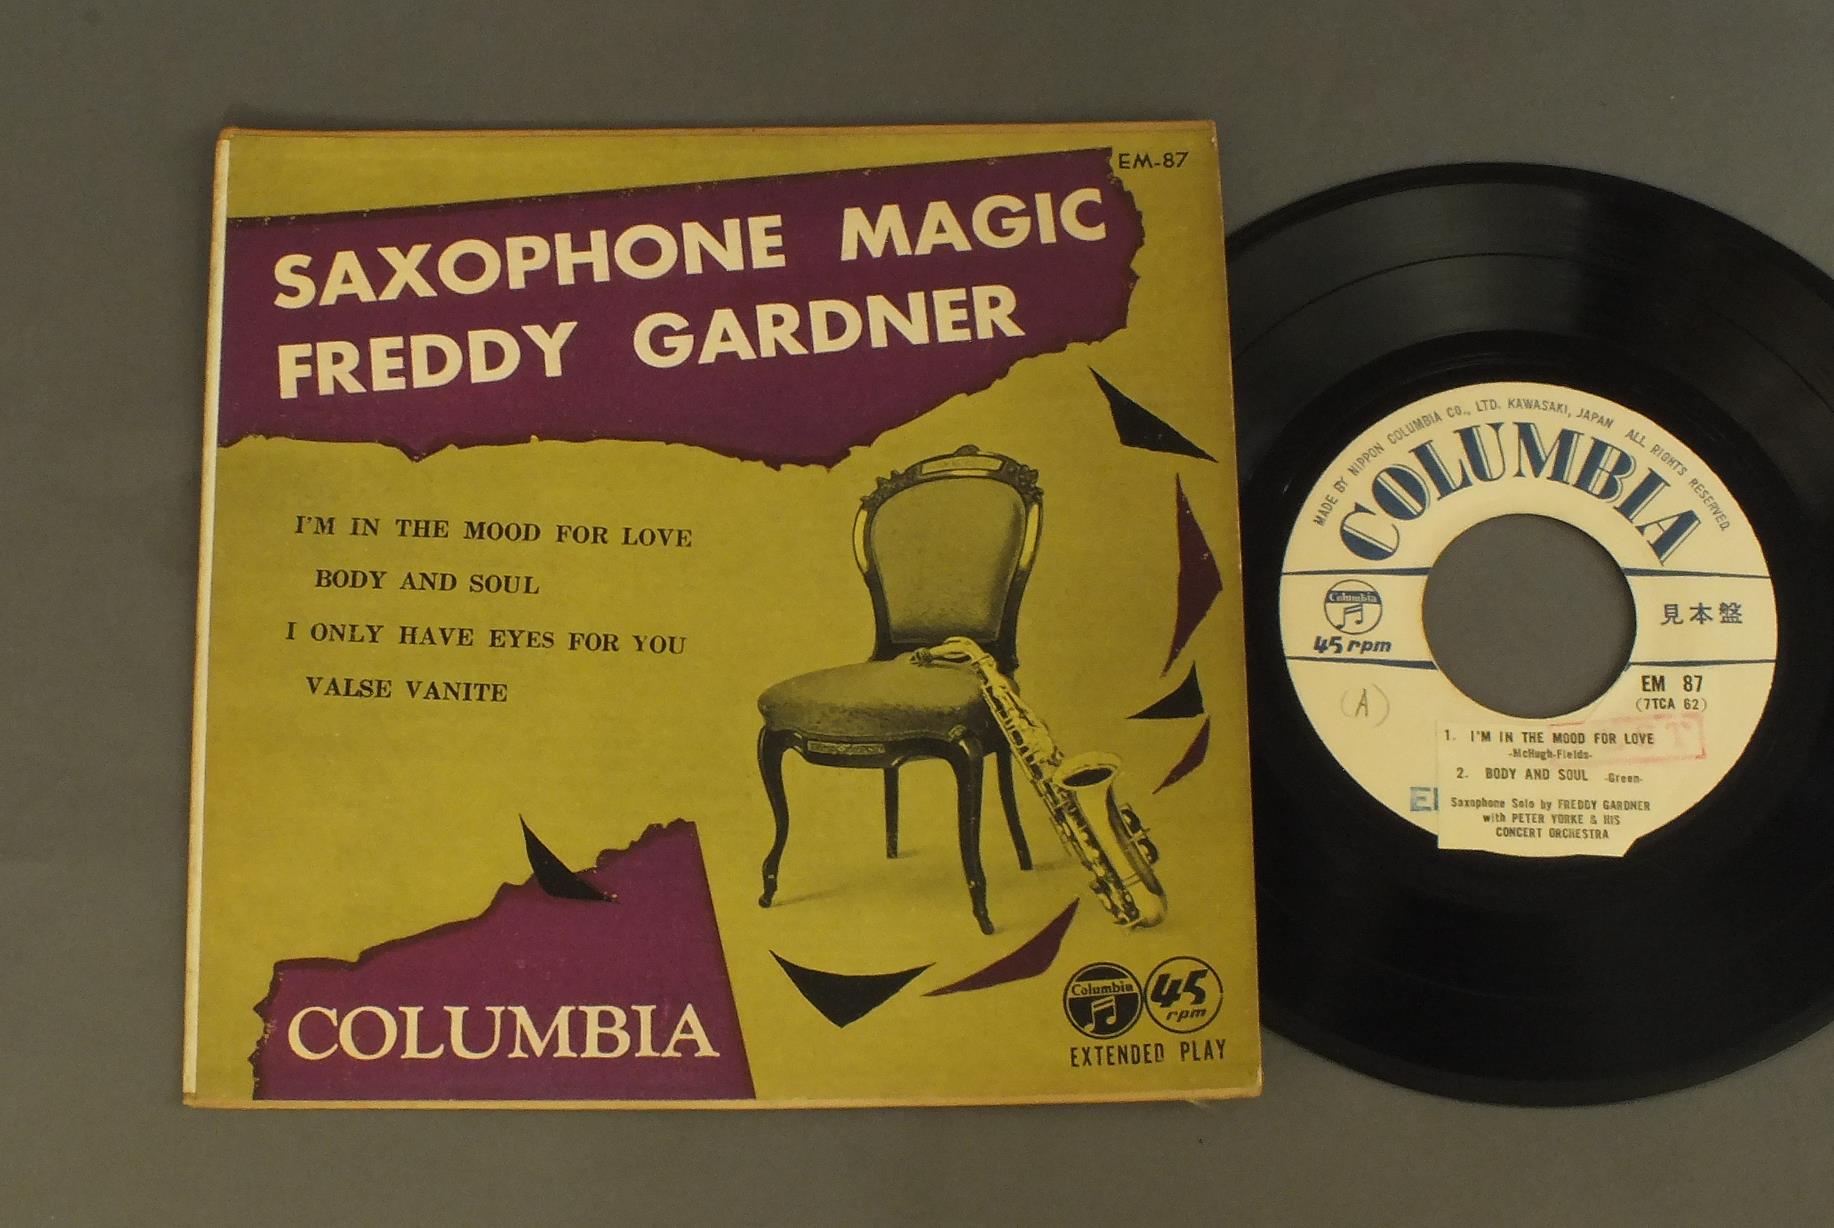 EM-87
SAXOPHONE MAGIC
FREDDY GARDNER
I'M IN THE MOOD FOR LOVE
BODY AND SOUL
I ONLY HAVE EYES FOR YOU
VALSE VANITE
COLUMBIA
Columbia
45
rpm
EXTENDED PLAY
MADE BY NIPPON COLUMBIA CO., LTD. KAWASAKI, JAPAN ALL RIGHTS RESERVED.
COLUMBIA
Columbia
45 rpm
見本盤
(A)
EM 87
(7TCA 62)
1. I'M IN THE MOOD FOR LOVE
-McHugh-Fields-
2. BODY AND SOUL -Green-
Saxophone Solo by FREDDY GARDNER
with PETER YORKE & HIS
CONCERT ORCHESTRA